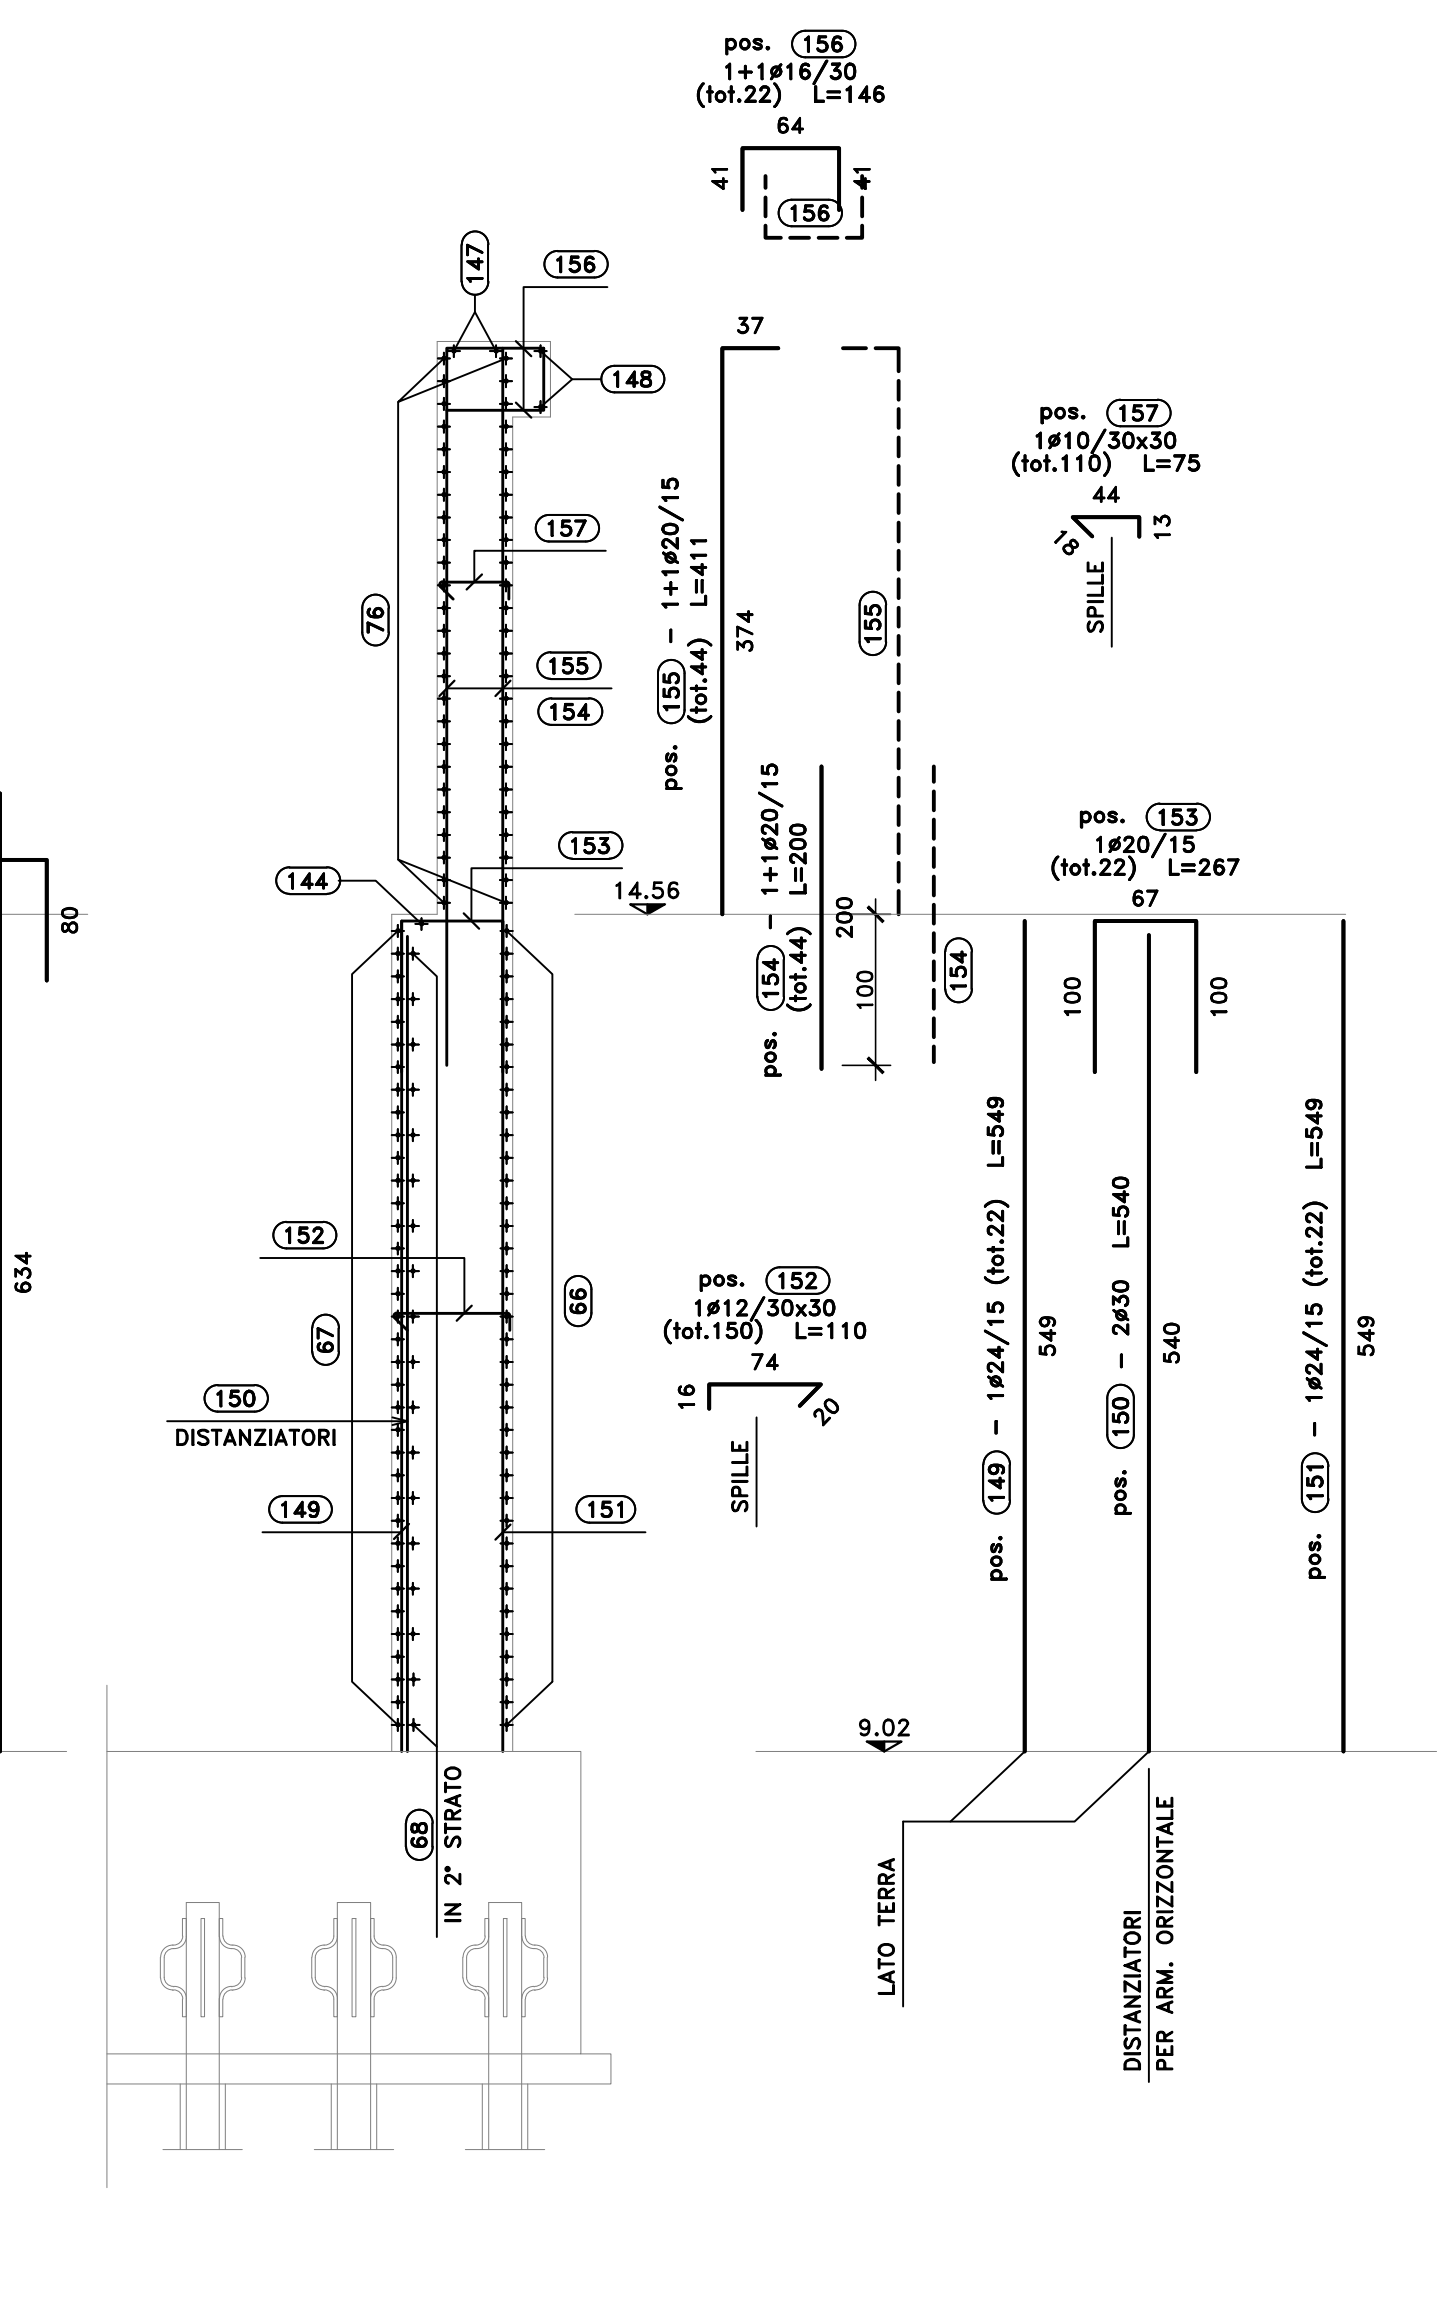 pos. 156
1+1ø16/30
(tot.22) L=146
64
41
41
156
147
156
148
37
pos. 157
1ø10/30x30
(tot.110) L=75
44
18
13
SPILLE
157
76
155
154
pos. 155 - 1+1ø20/15
(tot.44) L=411
374
155
153
144
14.56
pos. 154 - 1+1ø20/15
(tot.44) L=200
200
100
154
pos. 153
1ø20/15
(tot.22) L=267
67
100
100
80
634
152
66
67
pos. 152
1ø12/30x30
(tot.150) L=110
74
16
20
SPILLE
150
DISTANZIATORI
149
151
pos. 149 - 1ø24/15 (tot.22) L=549
549
pos. 150 - 2ø30 L=540
540
pos. 151 - 1ø24/15 (tot.22) L=549
549
9.02
68
IN 2° STRATO
LATO TERRA
DISTANZIATORI
PER ARM. ORIZZONTALE